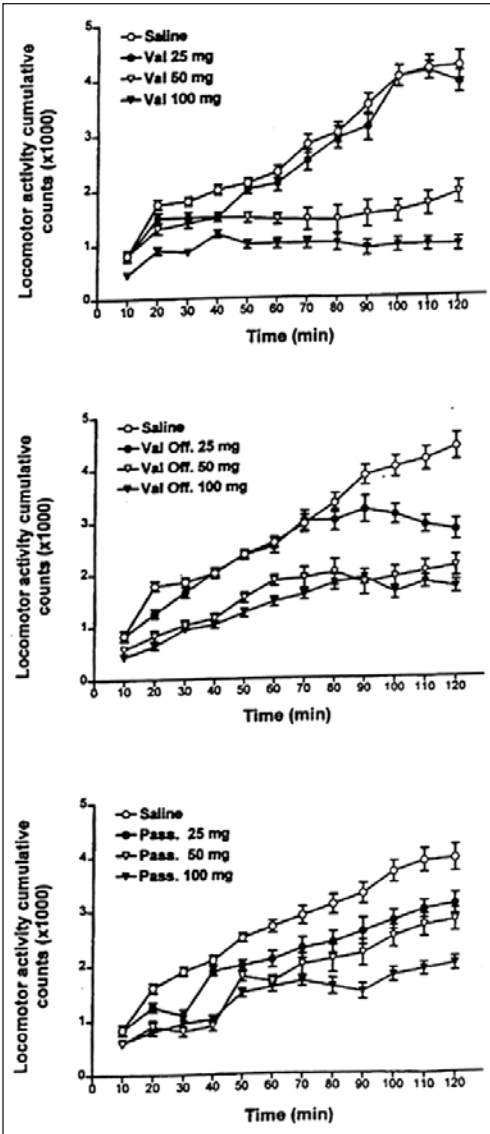 Locomotor activity cumulative
counts (x1000)
5
4
3
2
1
0
Saline
Val 25 mg
Val 50 mg
Val 100 mg
0 10 20 30 40 50 60 70 80 90 100 110 120
Time (min)
Locomotor activity cumulative
counts (x1000)
5
4
3
2
1
0
Saline
Val Off. 25 mg
Val Off. 50 mg
Val Off. 100 mg
0 10 20 30 40 50 60 70 80 90 100 110 120
Time (min)
Locomotor activity cumulative
counts (x1000)
5
4
3
2
1
0
Saline
Pass. 25 mg
Pass. 50 mg
Pass. 100 mg
0 10 20 30 40 50 60 70 80 90 100 110 120
Time (min)